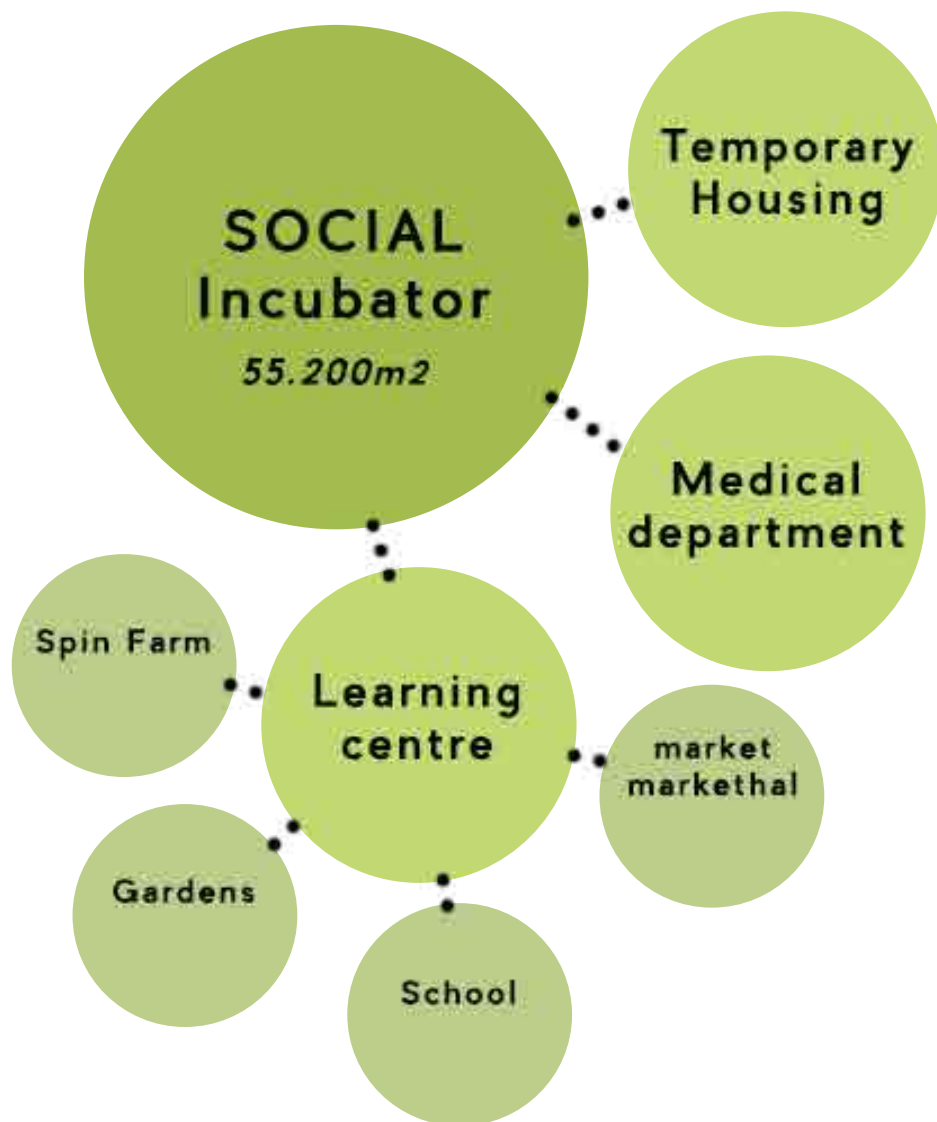 SOCIAL
Incubator
55.200m2
Temporary
Housing
Medical
department
Learning
centre
Spin Farm
market
markethal
Gardens
School